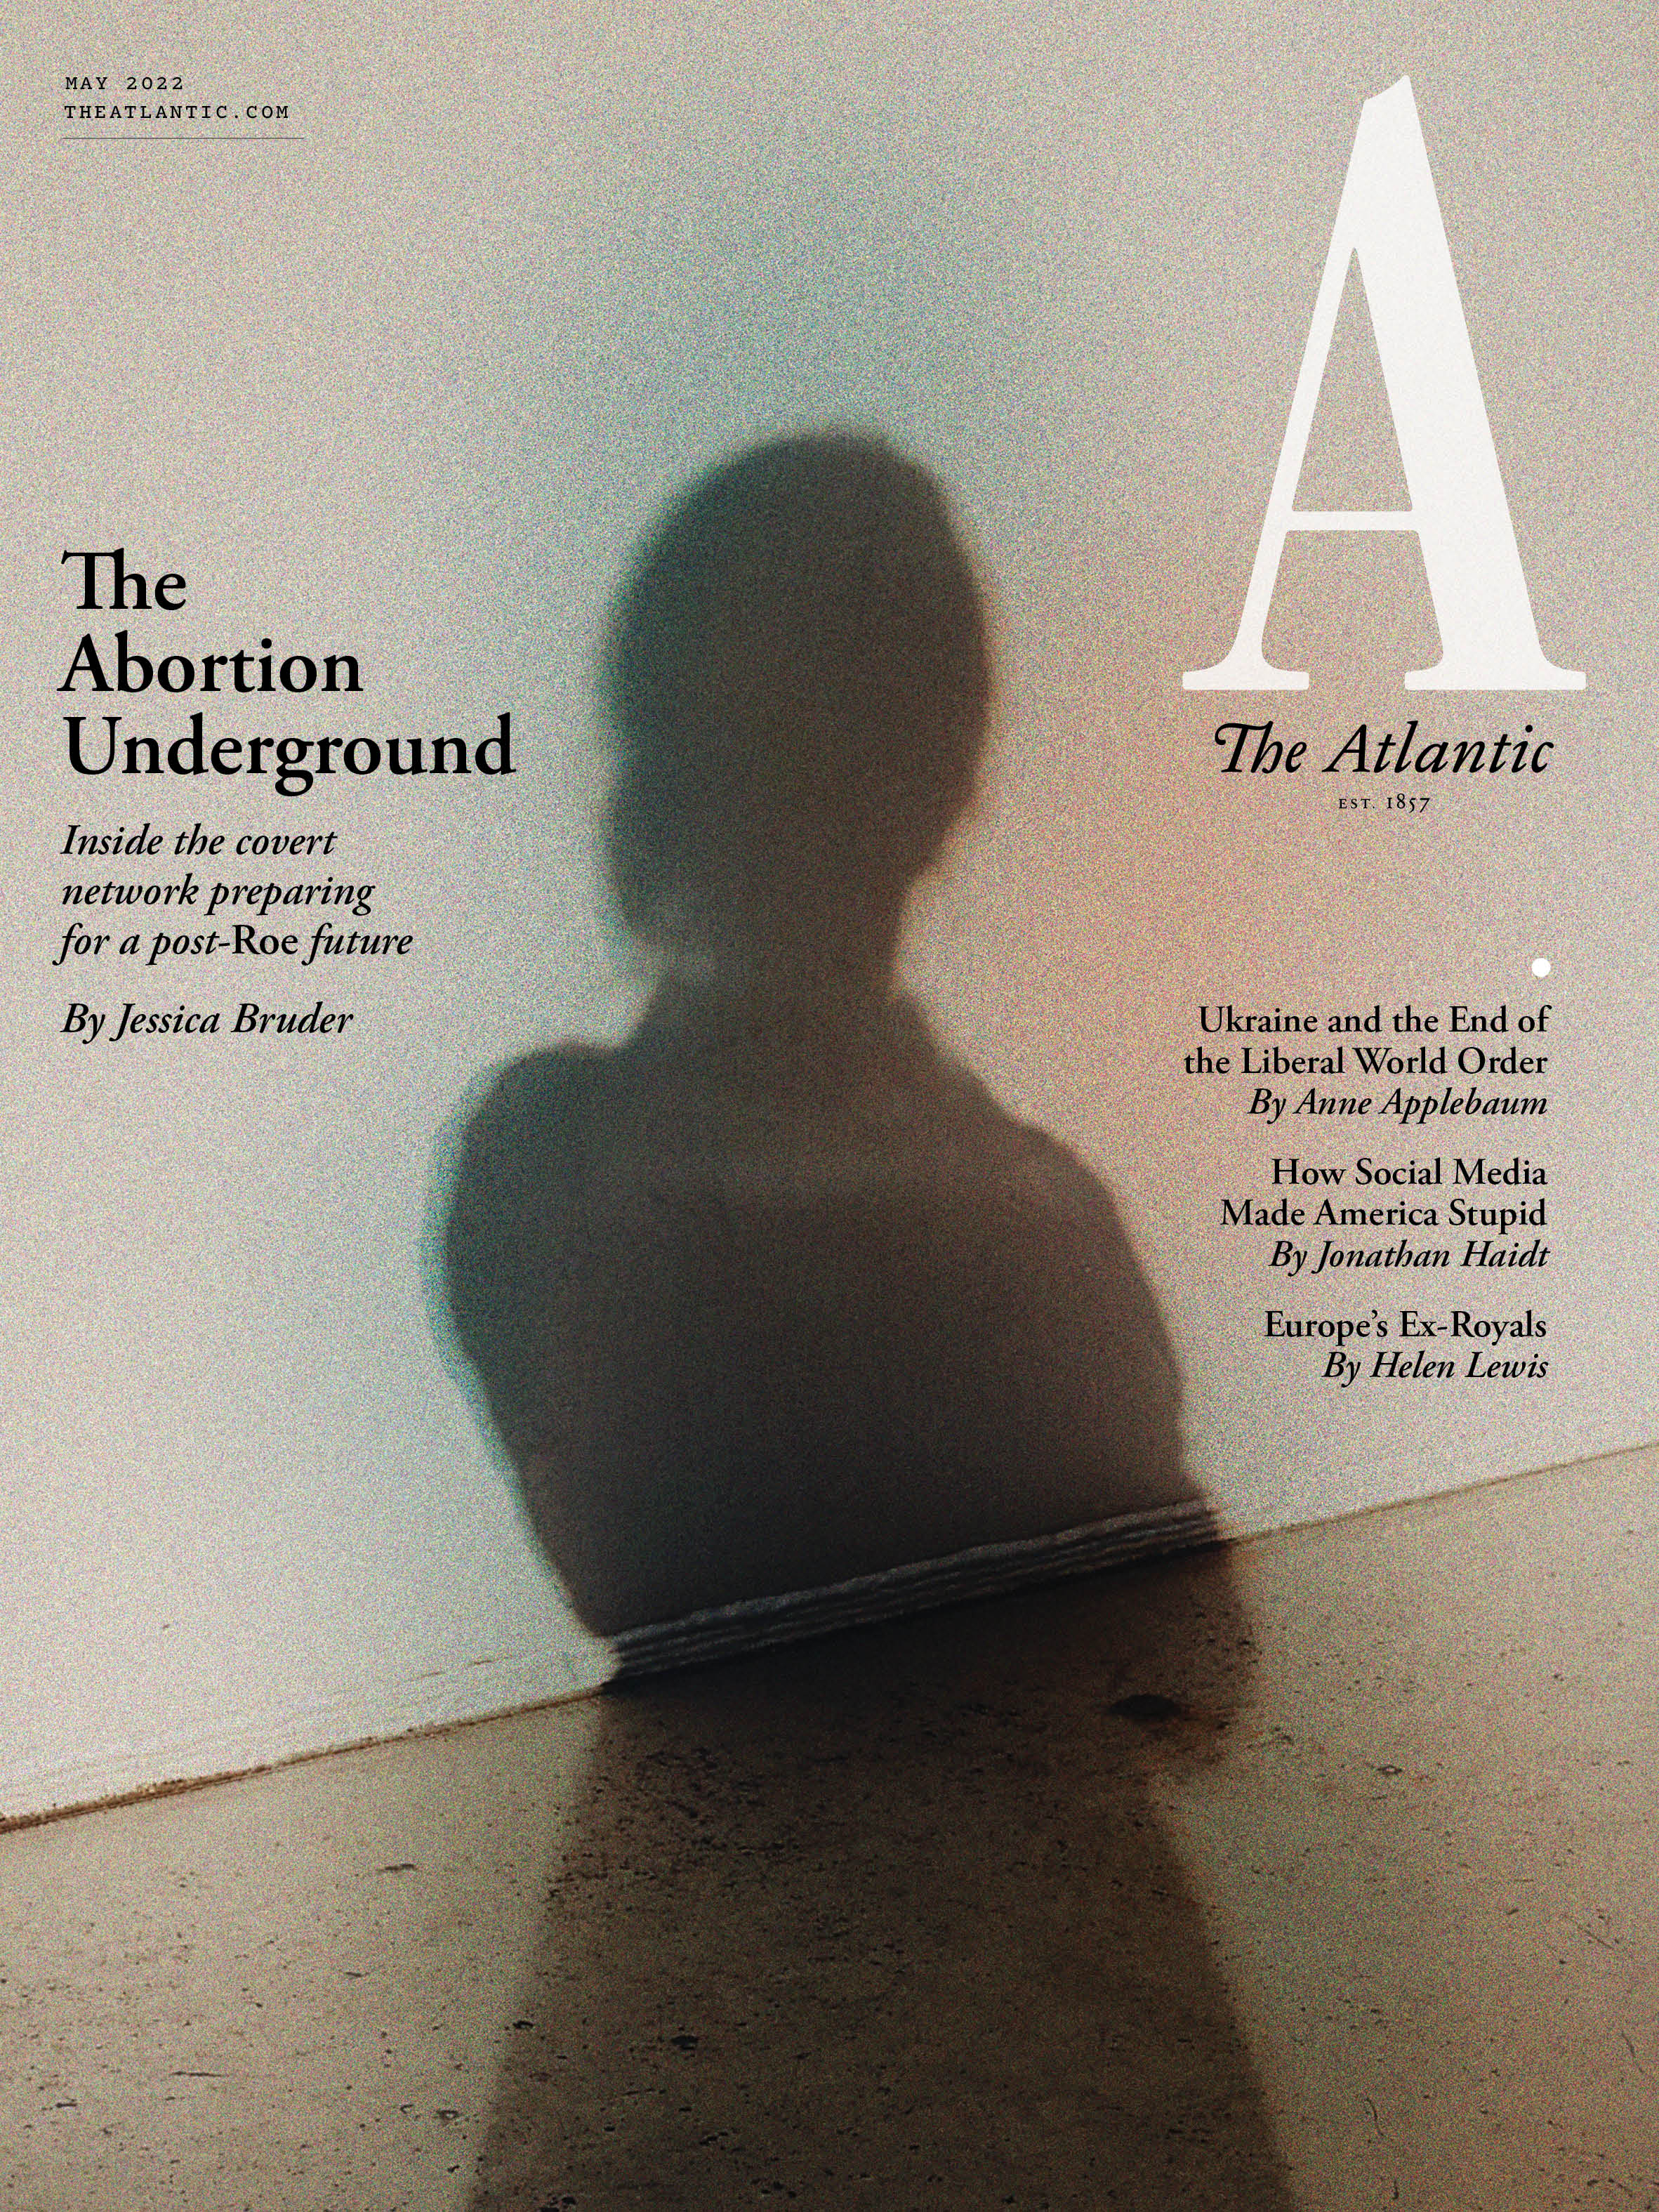 MAY 2022
THEATLANTIC.COM
A
The Atlantic
EST. 1857
The
Abortion
Underground
Inside the covert
network preparing
for a post-Roe future
By Jessica Bruder
Ukraine and the End of
the Liberal World Order
By Anne Applebaum
How Social Media
Made America Stupid
By Jonathan Haidt
Europe’s Ex-Royals
By Helen Lewis